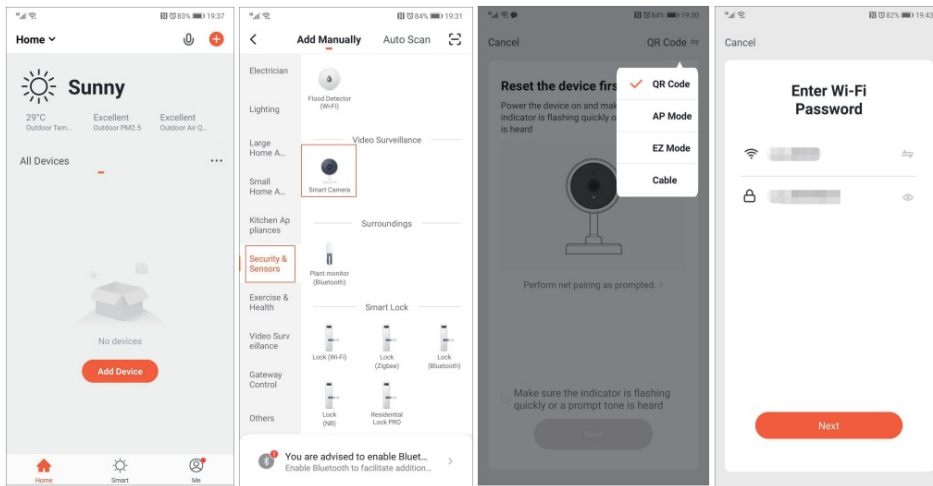 83% 19:37
Home
Sunny
29°C
Outdoor Tem...
Excellent
Outdoor PM2.5
Excellent
Outdoor Air Q...
All Devices
No devices
Add Device
Home
Smart
Me
84% 19:31
Add Manually
Auto Scan
Electrician
Lighting
Large
Home A...
Small
Home A...
Kitchen Ap
pliances
Security &
Sensors
Exercise &
Health
Video Surv
eillance
Gateway
Control
Others
Flood Detector
(Wi-Fi)
Video Surveillance
Smart Camera
Surroundings
Plant monitor
(Bluetooth)
Smart Lock
Lock (Wi-Fi)
Lock
(Zigbee)
Lock
(Bluetooth)
Lock
(NB)
Residential
Lock PRO
You are advised to enable Bluet...
Enable Bluetooth to facilitate addition...
84% 19:30
Cancel
QR Code
Reset the device firs
Power the device on and mak
indicator is flashing quickly o
is heard
QR Code
AP Mode
EZ Mode
Cable
Perform net pairing as prompted.
Make sure the indicator is flashing
quickly or a prompt tone is heard
Next
82% 19:43
Cancel
Enter Wi-Fi
Password
Next